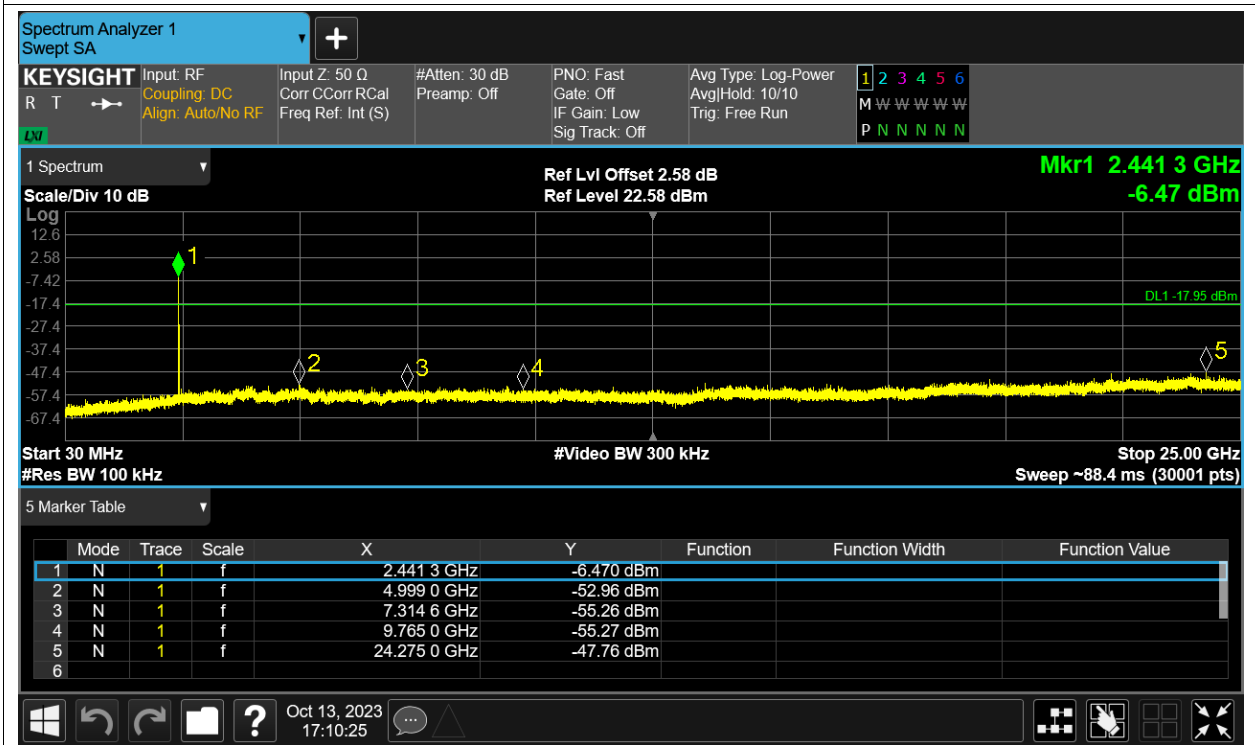 Spectrum Analyzer 1
Swept SA
KEYSIGHT
R T
LXI
Input: RF
Coupling: DC
Align: Auto/No RF
Input Z: 50 Ω
Corr CCorr RCal
Freq Ref: Int (S)
#Atten: 30 dB
Preamp: Off
PNO: Fast
Gate: Off
IF Gain: Low
Sig Track: Off
Avg Type: Log-Power
Avg|Hold: 10/10
Trig: Free Run
1 2 3 4 5 6
M W W W W W
P N N N N N
1 Spectrum
Scale/Div 10 dB
Ref Lvl Offset 2.58 dB
Ref Level 22.58 dBm
Mkr1 2.441 3 GHz
-6.47 dBm
Log
12.6
2.58
-7.42
-17.4
-27.4
-37.4
-47.4
-57.4
-67.4
1
2
3
4
5
DL1 -17.95 dBm
Start 30 MHz
#Video BW 300 kHz
Stop 25.00 GHz
#Res BW 100 kHz
Sweep ~88.4 ms (30001 pts)
5 Marker Table
Mode Trace Scale X Y Function Function Width Function Value
1 N 1 f 2.441 3 GHz -6.470 dBm
2 N 1 f 4.999 0 GHz -52.96 dBm
3 N 1 f 7.314 6 GHz -55.26 dBm
4 N 1 f 9.765 0 GHz -55.27 dBm
5 N 1 f 24.275 0 GHz -47.76 dBm
6
?
Oct 13, 2023
17:10:25